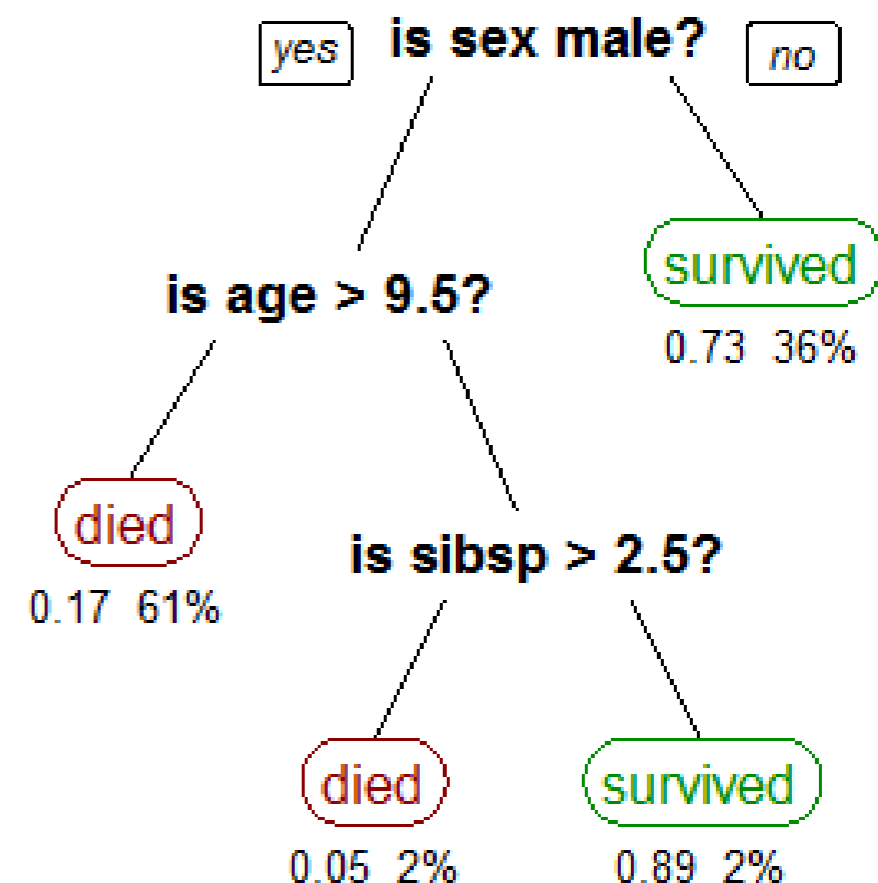 yes is sex male? no
is age > 9.5?
survived
0.73 36%
died
0.17 61%
is sibsp > 2.5?
died
0.05 2%
survived
0.89 2%